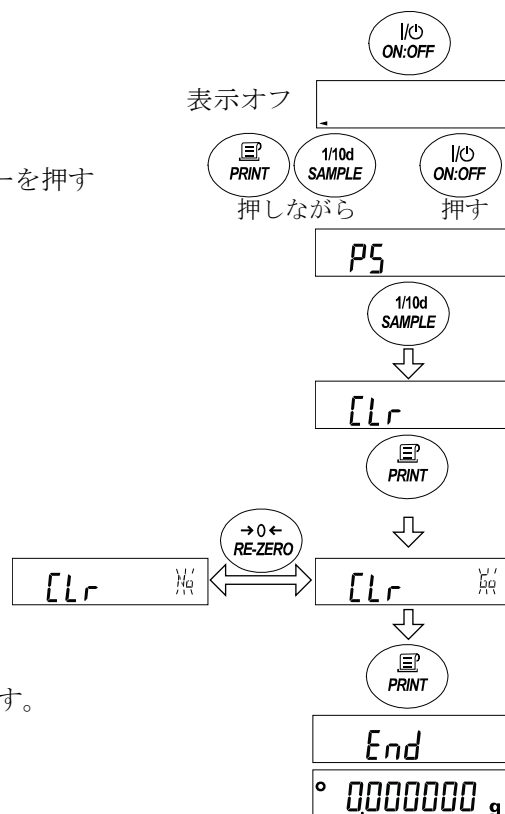 I/⏻
ON:OFF
表示オフ
ーを押す
PRINT
1/10d
SAMPLE
I/⏻
ON:OFF
押しながら
押す
PS
1/10d
SAMPLE
CLr
PRINT
→0←
RE-ZERO
CLr No
CLr Go
PRINT
す。
End
0.000000 g